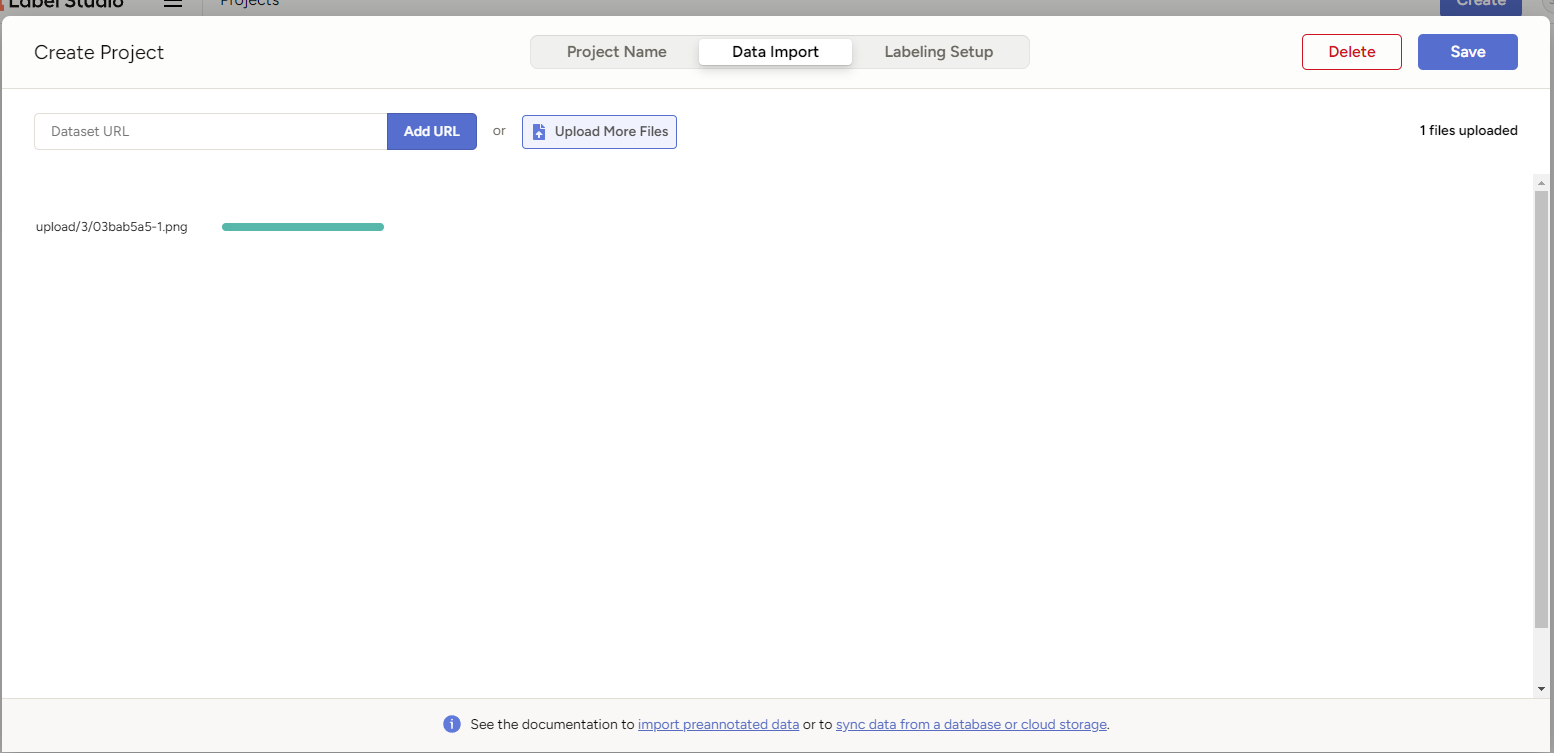 Label Studio
Projects
Create
Create Project
Project Name
Data Import
Labeling Setup
Delete
Save
Dataset URL
Add URL
or
Upload More Files
1 files uploaded
upload/3/03bab5a5-1.png
See the documentation to import preannotated data or to sync data from a database or cloud storage.